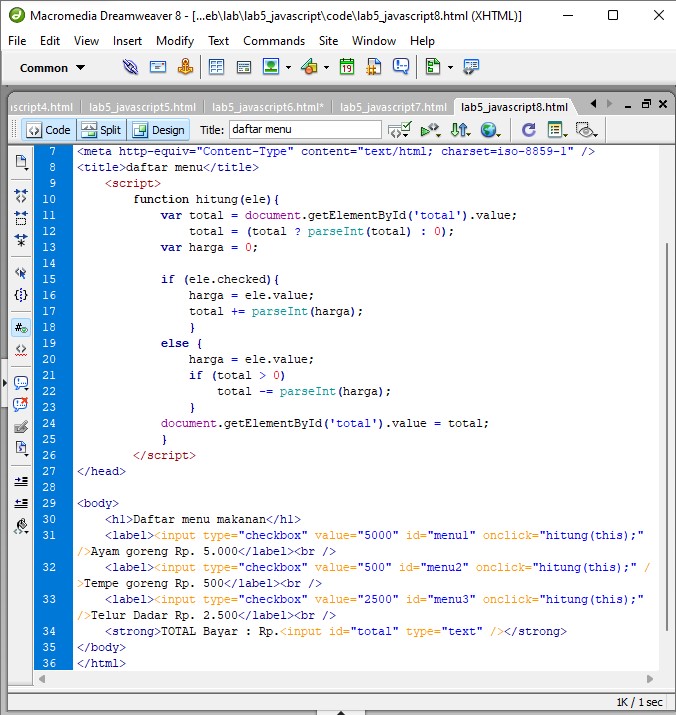 Macromedia Dreamweaver 8 - [...eb\lab\lab5_javascript\code\lab5_javascript8.html (XHTML)]
File Edit View Insert Modify Text Commands Site Window Help
Common
ıscript4.html lab5_javascript5.html lab5_javascript6.html* lab5_javascript7.html lab5_javascript8.html
Code Split Design Title: daftar menu
7 <meta http-equiv="Content-Type" content="text/html; charset=iso-8859-1" />
8 <title>daftar menu</title>
9 <script>
10 function hitung(ele){
11 var total = document.getElementById('total').value;
12 total = (total ? parseInt(total) : 0);
13 var harga = 0;
14
15 if (ele.checked){
16 harga = ele.value;
17 total += parseInt(harga);
18 }
19 else {
20 harga = ele.value;
21 if (total > 0)
22 total -= parseInt(harga);
23 }
24 document.getElementById('total').value = total;
25 }
26 </script>
27 </head>
28
29 <body>
30 <h1>Daftar menu makanan</h1>
31 <label><input type="checkbox" value="5000" id="menu1" onclick="hitung(this);"
/>Ayam goreng Rp. 5.000</label><br />
32 <label><input type="checkbox" value="500" id="menu2" onclick="hitung(this);" /
>Tempe goreng Rp. 500</label><br />
33 <label><input type="checkbox" value="2500" id="menu3" onclick="hitung(this);"
/>Telur Dadar Rp. 2.500</label><br />
34 <strong>TOTAL Bayar : Rp.<input id="total" type="text" /></strong>
35 </body>
36 </html>
1K / 1 sec